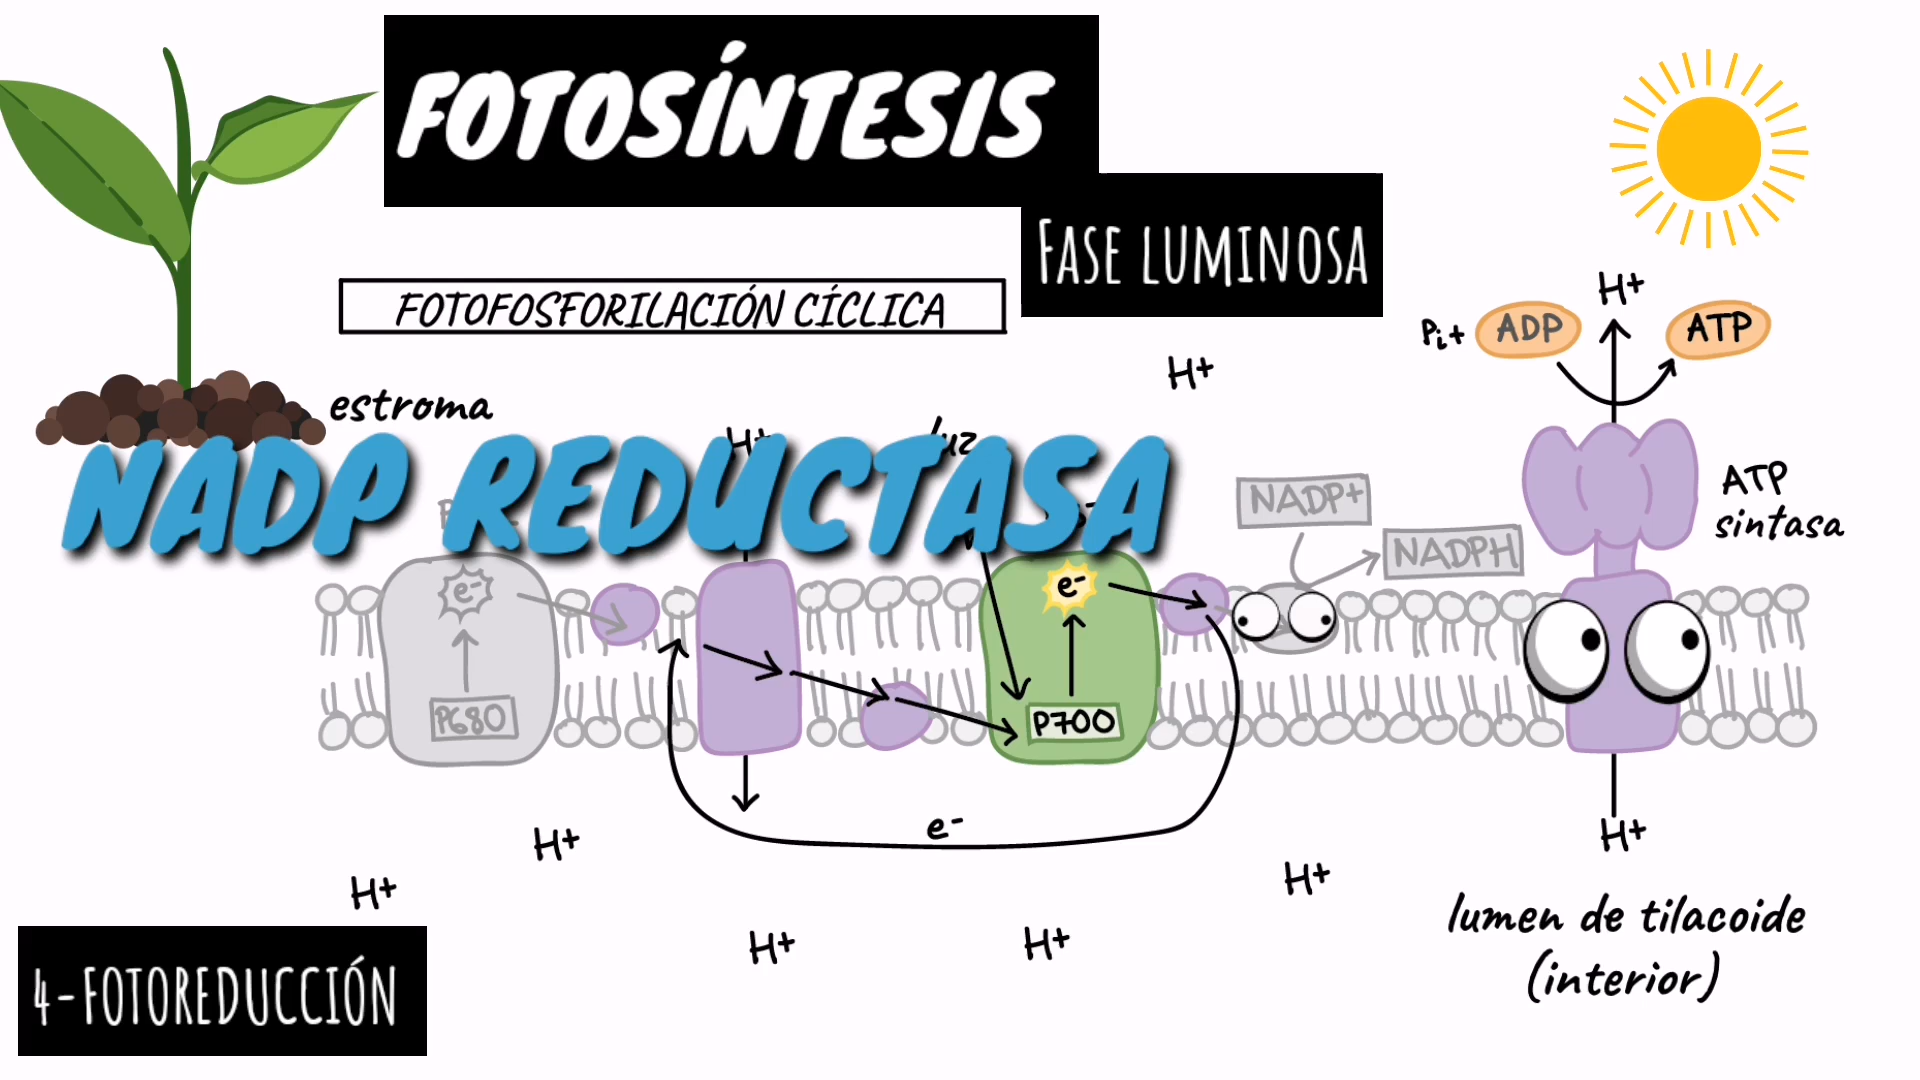 FOTOSÍNTESIS
FASE LUMINOSA
FOTOFOSFORILACIÓN CÍCLICA
H+
Pi+ ADP
ATP
H+
estroma
H+
luz
NADP REDUCTASA
NADP+
NADPH
ATP
sintasa
e-
e-
P680
P700
e-
H+
H+
H+
H+
H+
H+
lumen de tilacoide
(interior)
4-FOTOREDUCCIÓN